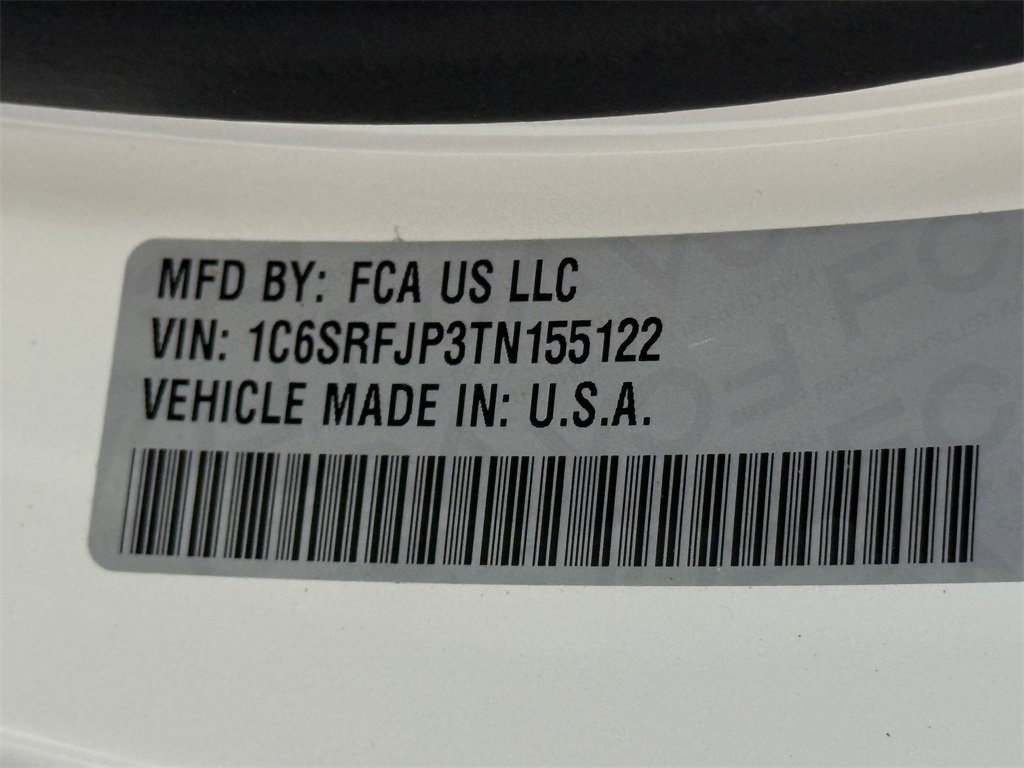 MFD BY: FCA US LLC
VIN: 1C6SRFJP3TN155122
VEHICLE MADE IN: U.S.A.